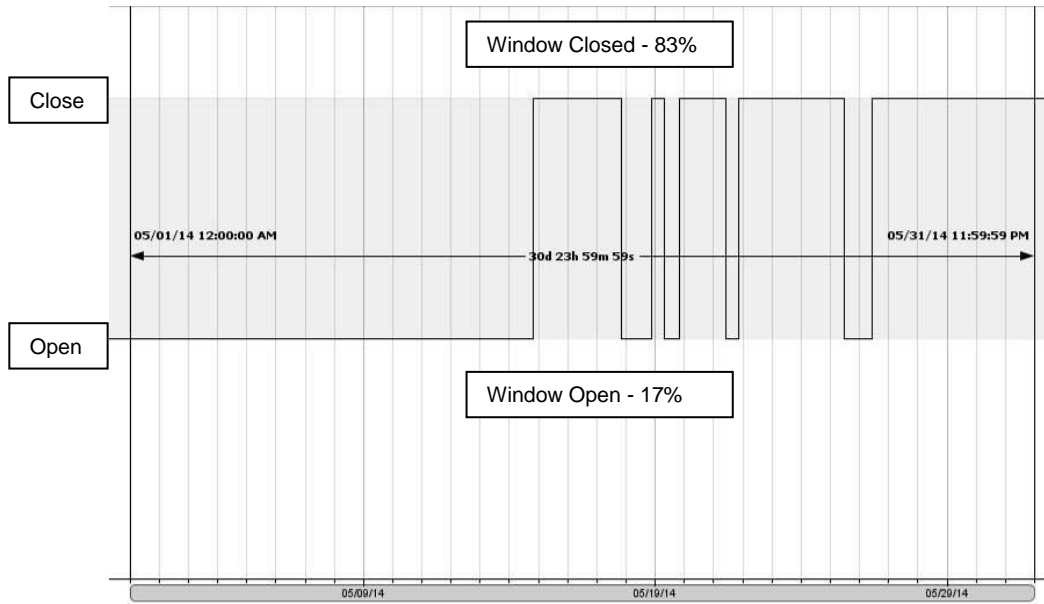 Window Closed - 83%
Close
05/01/14 12:00:00 AM
05/31/14 11:59:59 PM
30d 23h 59m 59s
Open
Window Open - 17%
05/09/14
05/19/14
05/29/14